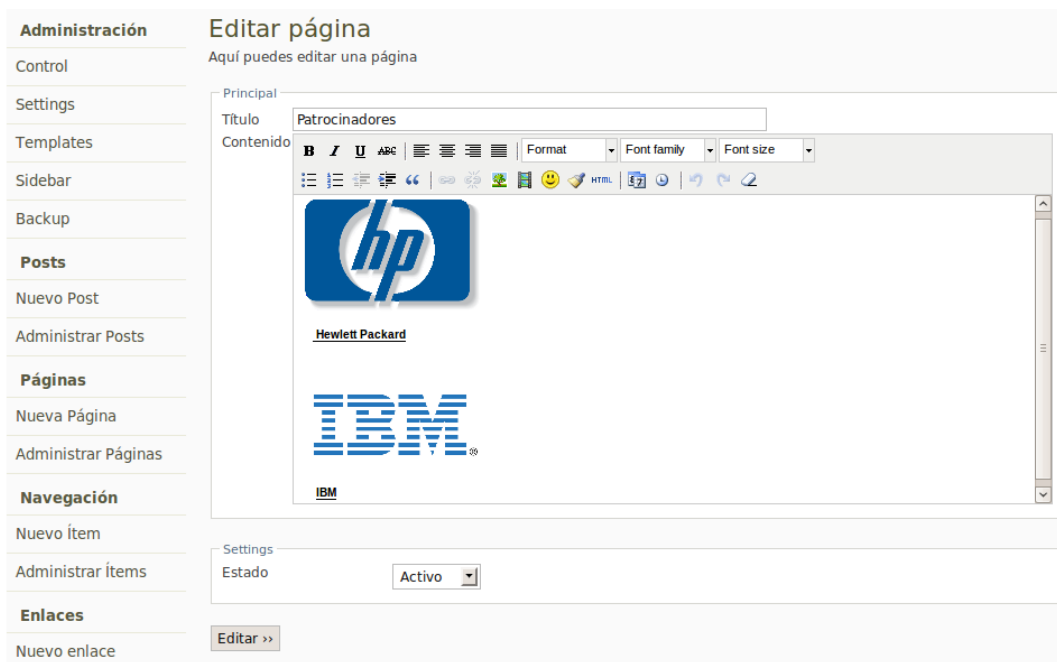 Administración
Control
Settings
Templates
Sidebar
Backup
Posts
Nuevo Post
Administrar Posts
Páginas
Nueva Página
Administrar Páginas
Navegación
Nuevo Ítem
Administrar Ítems
Enlaces
Nuevo enlace
Editar página
Aquí puedes editar una página
Principal
Título Patrocinadores
Contenido
B I U ABC Format Font family Font size
HTML
hp
Hewlett Packard
IBM®
IBM
Settings
Estado Activo
Editar ››